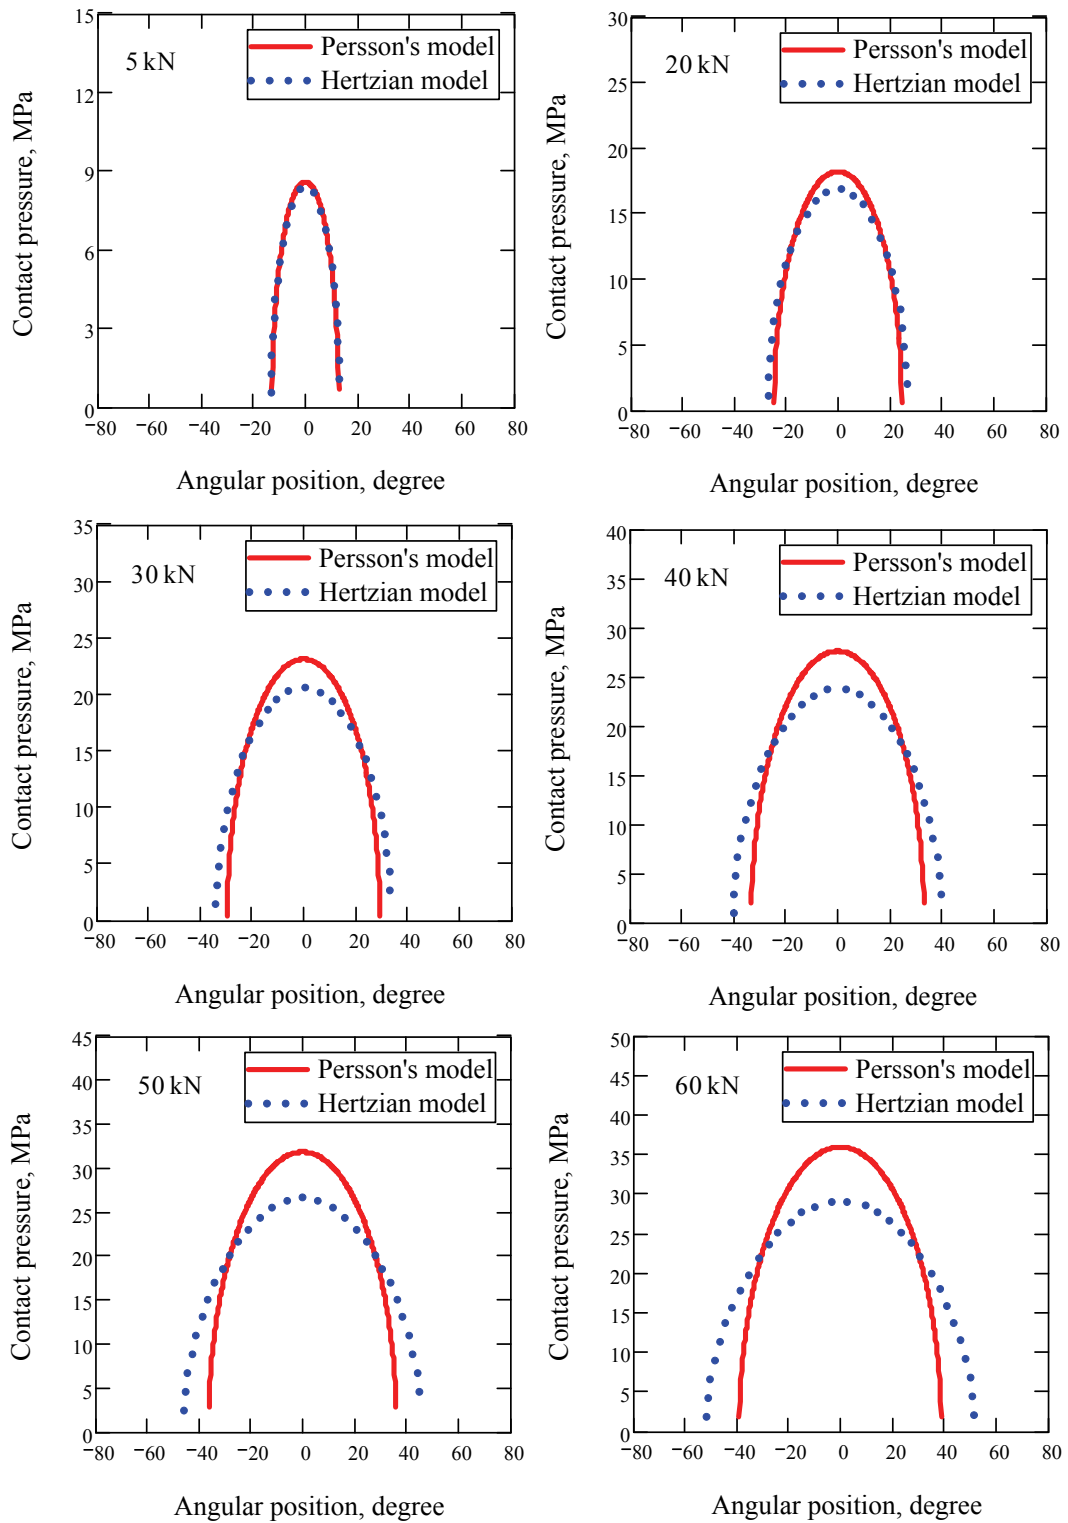 15
12
9
6
3
0
Contact pressure, MPa
5 kN
Persson's model
Hertzian model
−80 −60 −40 −20 0 20 40 60 80
Angular position, degree
30
25
20
15
10
5
0
Contact pressure, MPa
20 kN
Persson's model
Hertzian model
−80 −60 −40 −20 0 20 40 60 80
Angular position, degree
35
30
25
20
15
10
5
0
Contact pressure, MPa
30 kN
Persson's model
Hertzian model
−80 −60 −40 −20 0 20 40 60 80
Angular position, degree
40
35
30
25
20
15
10
5
0
Contact pressure, MPa
40 kN
Persson's model
Hertzian model
−80 −60 −40 −20 0 20 40 60 80
Angular position, degree
45
40
35
30
25
20
15
10
5
0
Contact pressure, MPa
50 kN
Persson's model
Hertzian model
−80 −60 −40 −20 0 20 40 60 80
Angular position, degree
50
45
40
35
30
25
20
15
10
5
0
Contact pressure, MPa
60 kN
Persson's model
Hertzian model
−80 −60 −40 −20 0 20 40 60 80
Angular position, degree